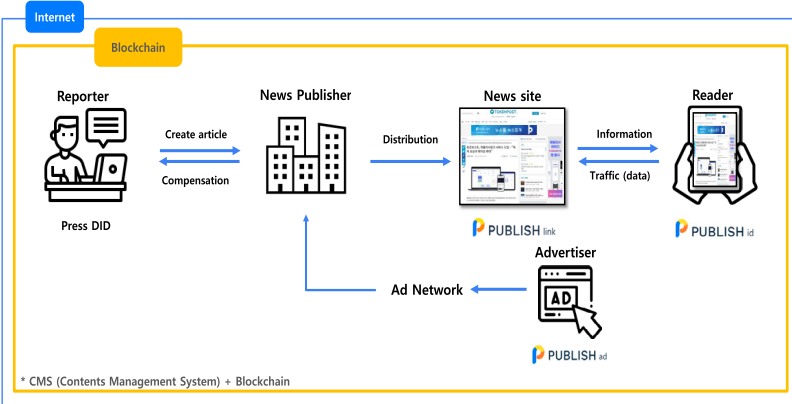 Internet
Blockchain
Reporter
News Publisher
News site
Reader
Create article
Compensation
Distribution
Information
Traffic (data)
Press DID
PUBLISH link
PUBLISH id
Advertiser
Ad Network
AD
PUBLISH ad
* CMS (Contents Management System) + Blockchain